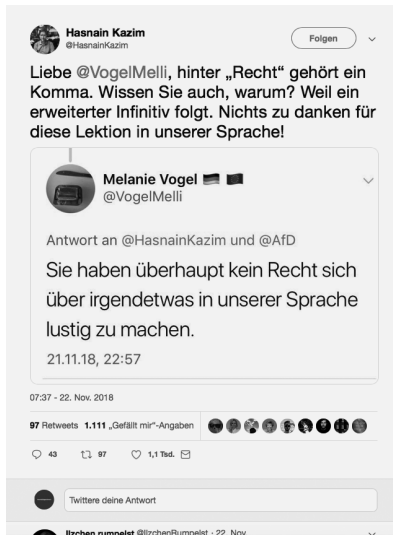 Hasnain Kazim
@HasnainKazim
Folgen
Liebe @VogelMelli, hinter „Recht“ gehört ein
Komma. Wissen Sie auch, warum? Weil ein
erweiterter Infinitiv folgt. Nichts zu danken für
diese Lektion in unserer Sprache!
Melanie Vogel
@VogelMelli
Antwort an @HasnainKazim und @AfD
Sie haben überhaupt kein Recht sich
über irgendetwas in unserer Sprache
lustig zu machen.
21.11.18, 22:57
07:37 - 22. Nov. 2018
97 Retweets 1.111 „Gefällt mir“-Angaben
43 97 1,1 Tsd.
Twittere deine Antwort
Ilzchen rumpelst @IlzchenRumpelst · 22. Nov.